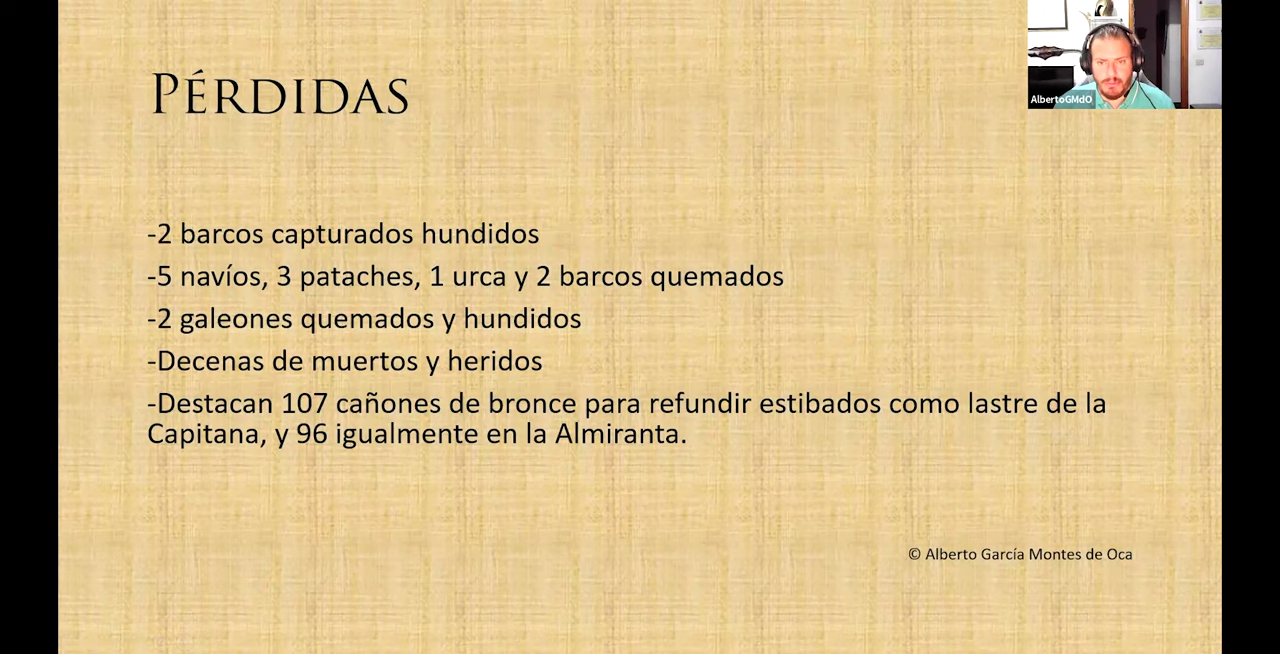 PÉRDIDAS
AlbertoGMdO
-2 barcos capturados hundidos
-5 navíos, 3 pataches, 1 urca y 2 barcos quemados
-2 galeones quemados y hundidos
-Decenas de muertos y heridos
-Destacan 107 cañones de bronce para refundir estibados como lastre de la
Capitana, y 96 igualmente en la Almiranta.
© Alberto García Montes de Oca